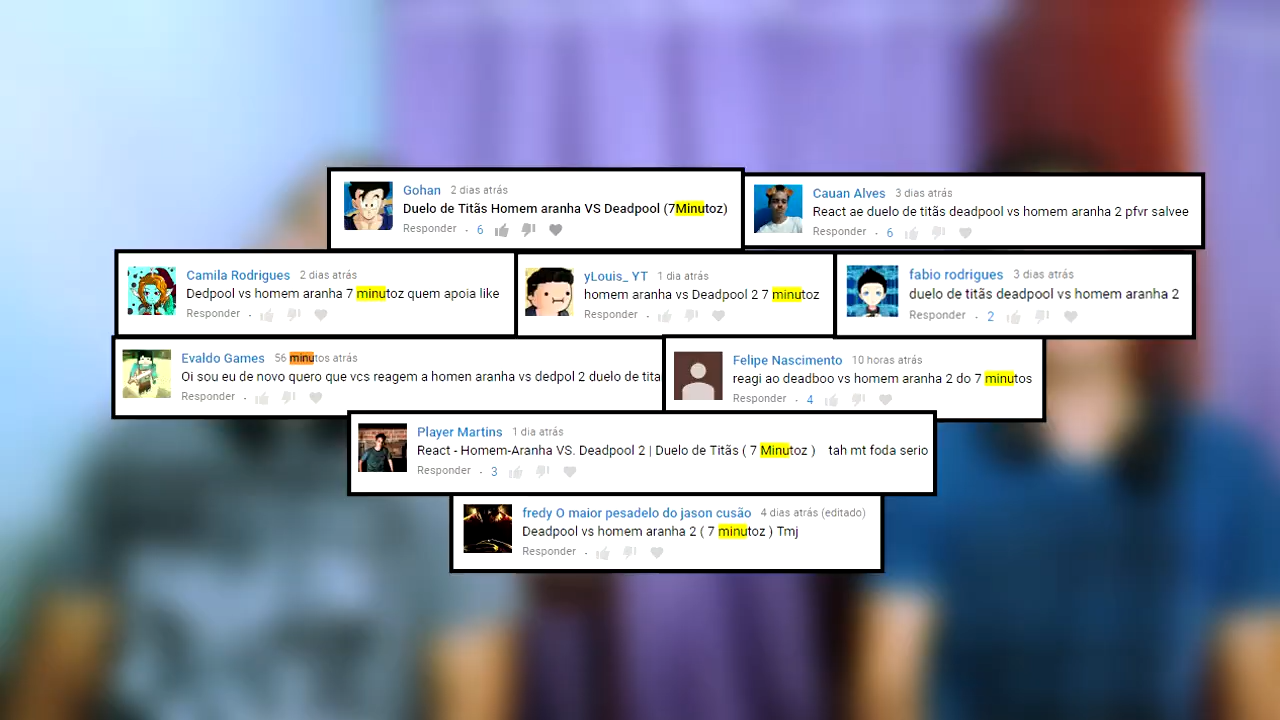 Gohan 2 dias atrás
Duelo de Titãs Homem aranha VS Deadpool (7Minutoz)
Responder · 6
Cauan Alves 3 dias atrás
React ae duelo de titãs deadpool vs homem aranha 2 pfvr salvee
Responder · 6
Camila Rodrigues 2 dias atrás
Dedpool vs homem aranha 7 minutoz quem apoia like
Responder ·
yLouis_ YT 1 dia atrás
homem aranha vs Deadpool 2 7 minutoz
Responder ·
fabio rodrigues 3 dias atrás
duelo de titãs deadpool vs homem aranha 2
Responder · 2
Evaldo Games 56 minutos atrás
Oi sou eu de novo quero que vcs reagem a homen aranha vs dedpol 2 duelo de tita
Responder ·
Felipe Nascimento 10 horas atrás
reagi ao deadboo vs homem aranha 2 do 7 minutos
Responder · 4
Player Martins 1 dia atrás
React - Homem-Aranha VS. Deadpool 2 | Duelo de Titãs ( 7 Minutoz ) tah mt foda serio
Responder · 3
fredy O maior pesadelo do jason cusão 4 dias atrás (editado)
Deadpool vs homem aranha 2 ( 7 minutoz ) Tmj
Responder ·